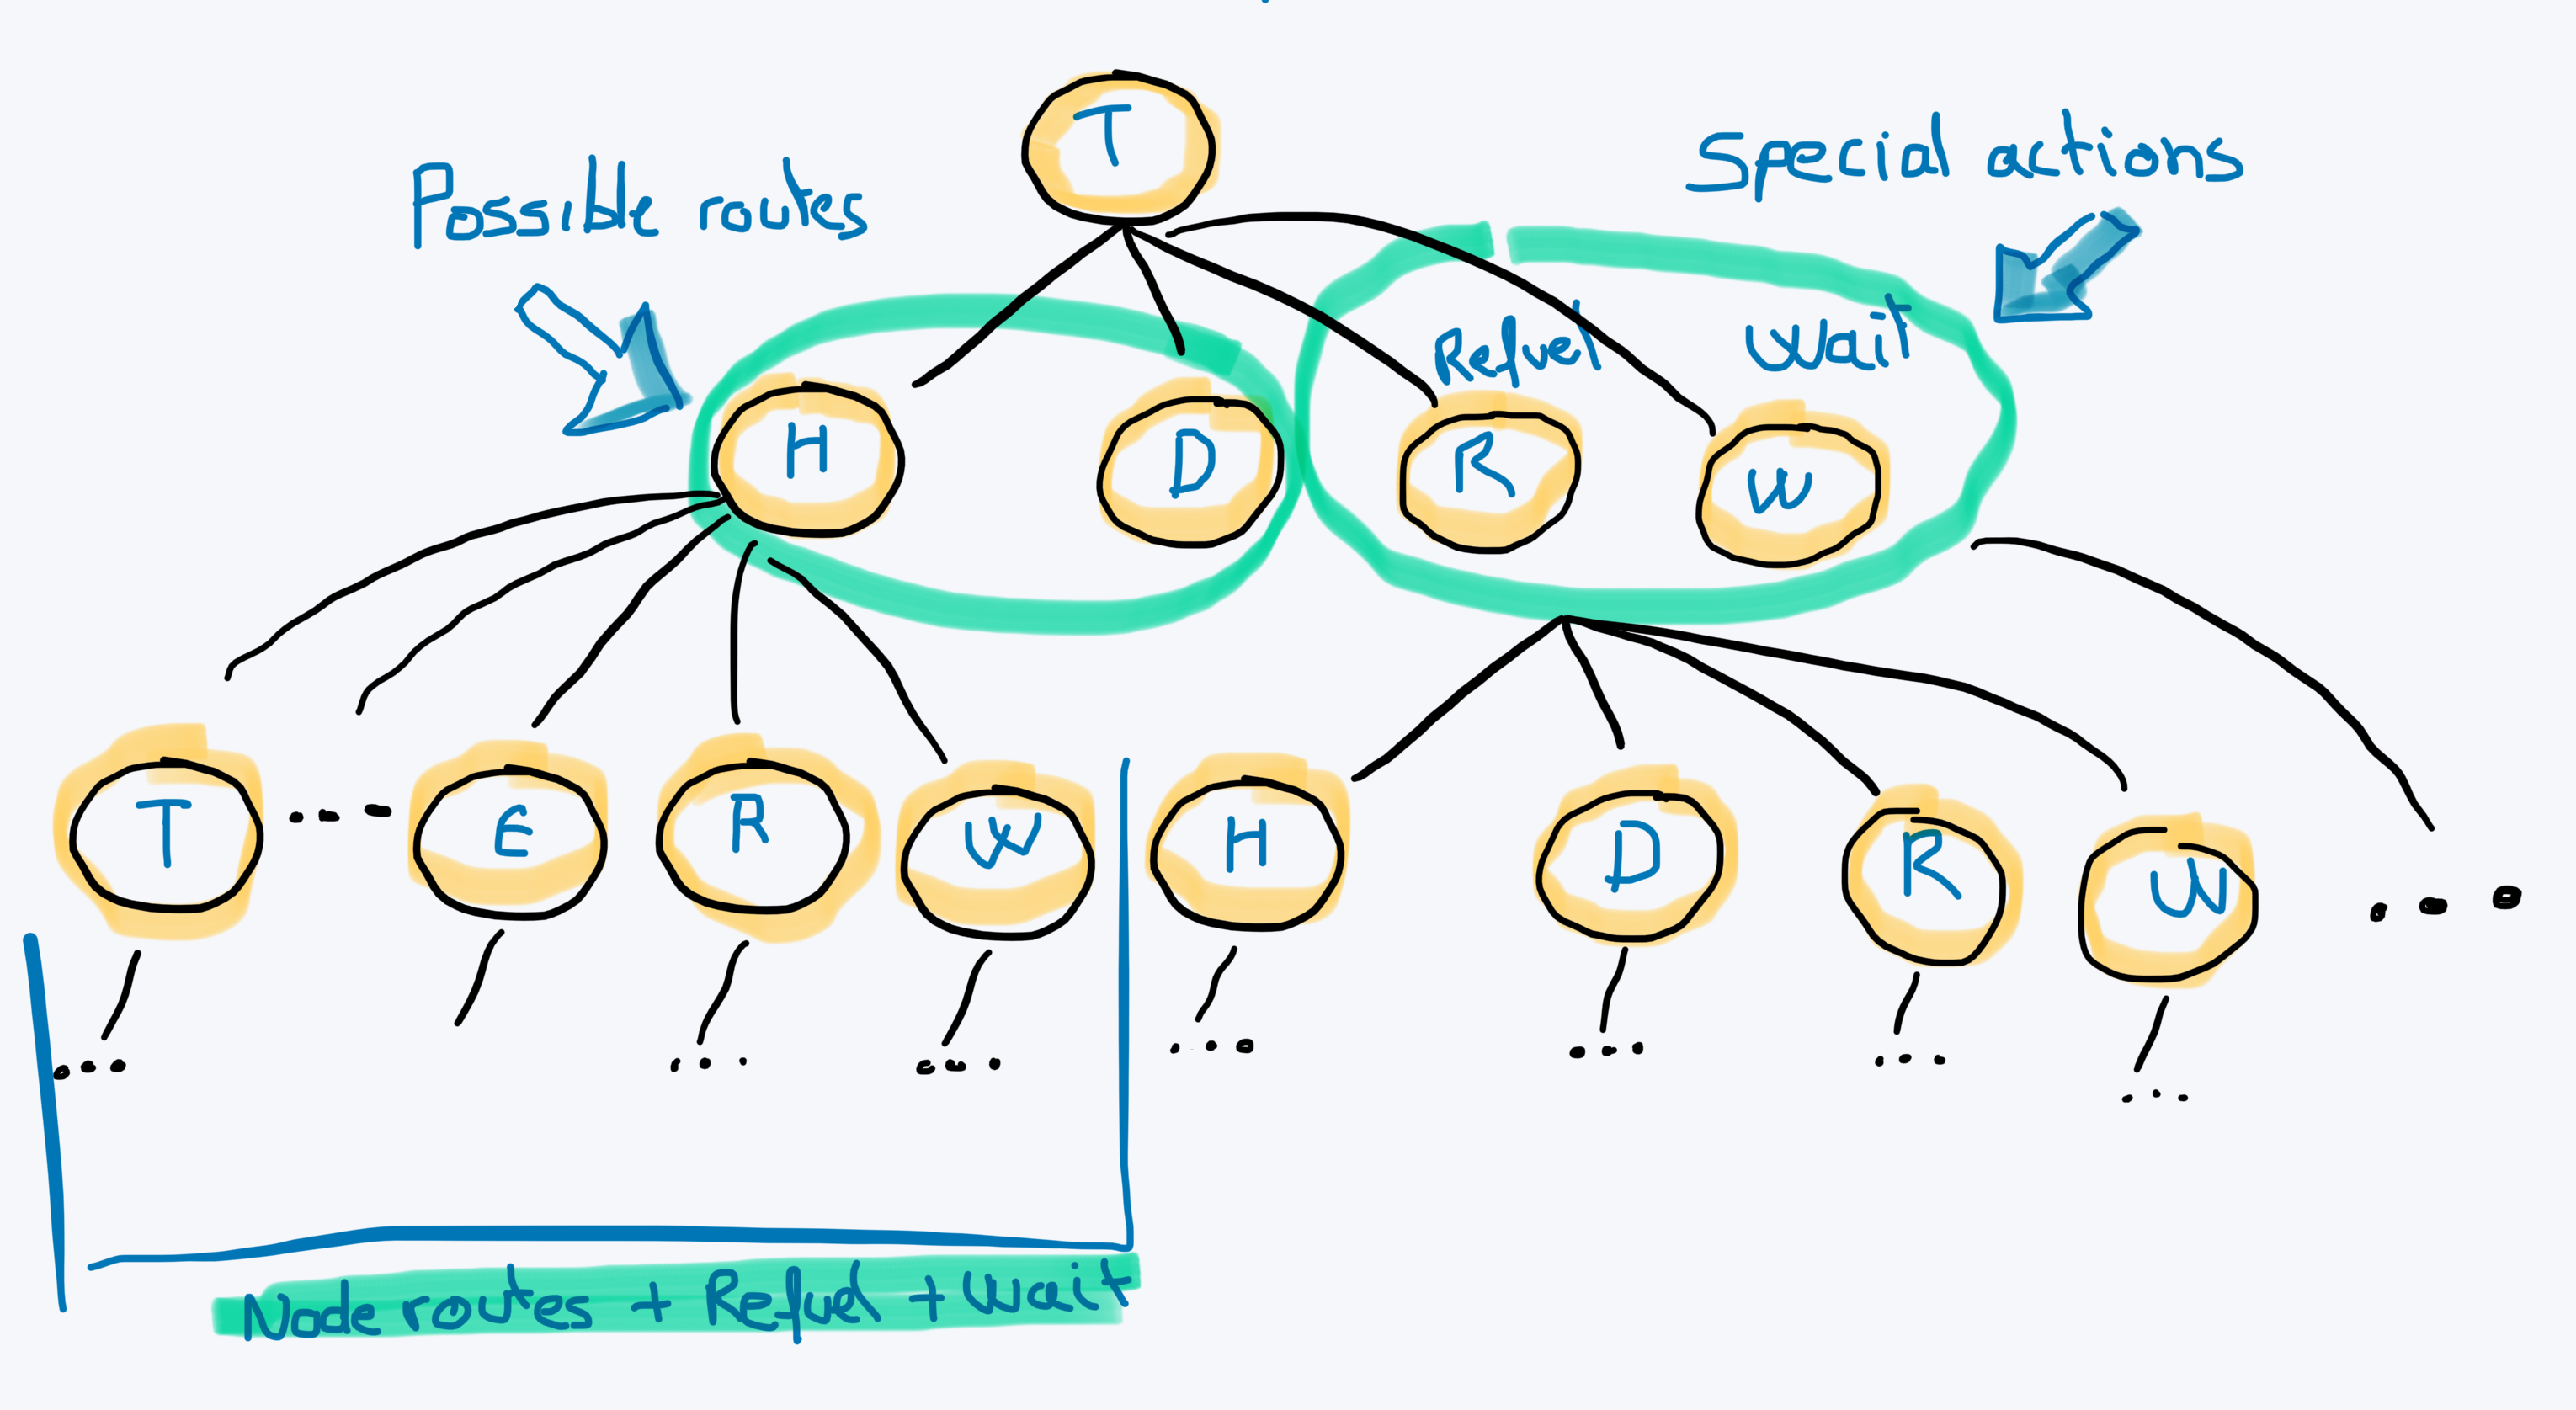 T
Special actions
Possible routes
Refuel
Wait
H
D
R
W
T
...
E
R
W
H
D
R
W
...
...
...
...
...
...
...
...
Node routes + Refuel + Wait